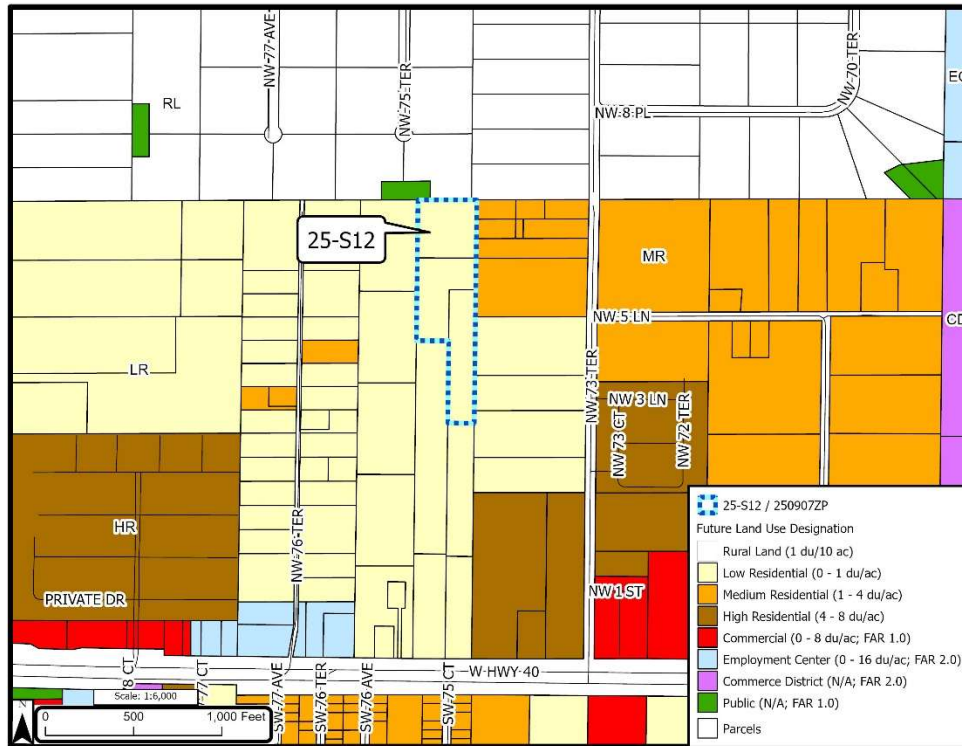 NW-77-AVE
NW-75-TER
NW-70-TER
EC
RL
NW-8-PL
25-S12
MR
NW-5-LN
CD
LR
NW-73-TER
NW 3 LN
NW 73 CT
NW 72 TER
HR
NW-76-TER
PRIVATE DR
NW 1 ST
W-HWY-40
8 CT
77 CT
SW-77-AVE
SW-76-TER
SW-76-AVE
SW-75-CT
N
Scale: 1:6,000
0 500 1,000 Feet
25-S12 / 250907ZP
Future Land Use Designation
Rural Land (1 du/10 ac)
Low Residential (0 - 1 du/ac)
Medium Residential (1 - 4 du/ac)
High Residential (4 - 8 du/ac)
Commercial (0 - 8 du/ac; FAR 1.0)
Employment Center (0 - 16 du/ac; FAR 2.0)
Commerce District (N/A; FAR 2.0)
Public (N/A; FAR 1.0)
Parcels